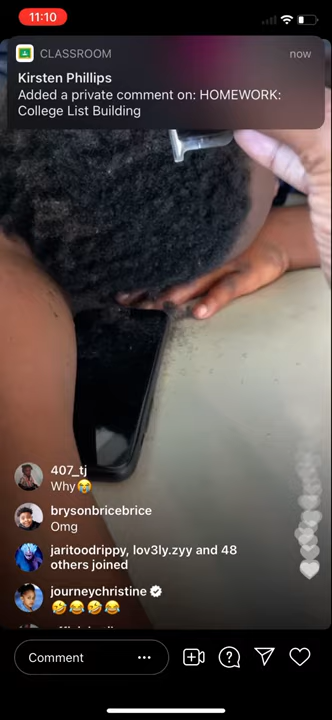 11:10
CLASSROOM
now
Kirsten Phillips
Added a private comment on: HOMEWORK:
College List Building
407_tj
Why😭
brysonbricebrice
Omg
jaritoodrippy, lov3ly.zyy and 48
others joined
journeychristine
🤣😂🤣😂
Comment